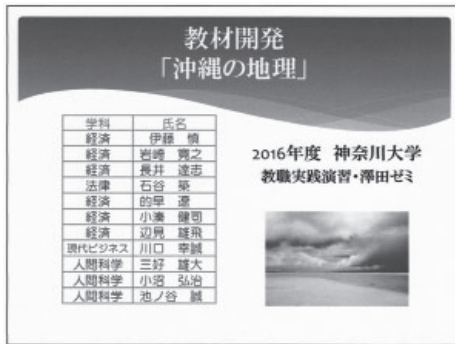 教材開発
「沖縄の地理」
学科 氏名
経済 伊藤 慎
経済 岩崎 寛之
経済 長井 達志
法律 石谷 築
経済 的早 遼
経済 小湊 健司
経済 辺見 雄飛
現代ビジネス 川口 幸誠
人間科学 三好 雄大
人間科学 小沼 弘治
人間科学 池ノ谷 誠
2016年度 神奈川大学
教職実践演習・澤田ゼミ